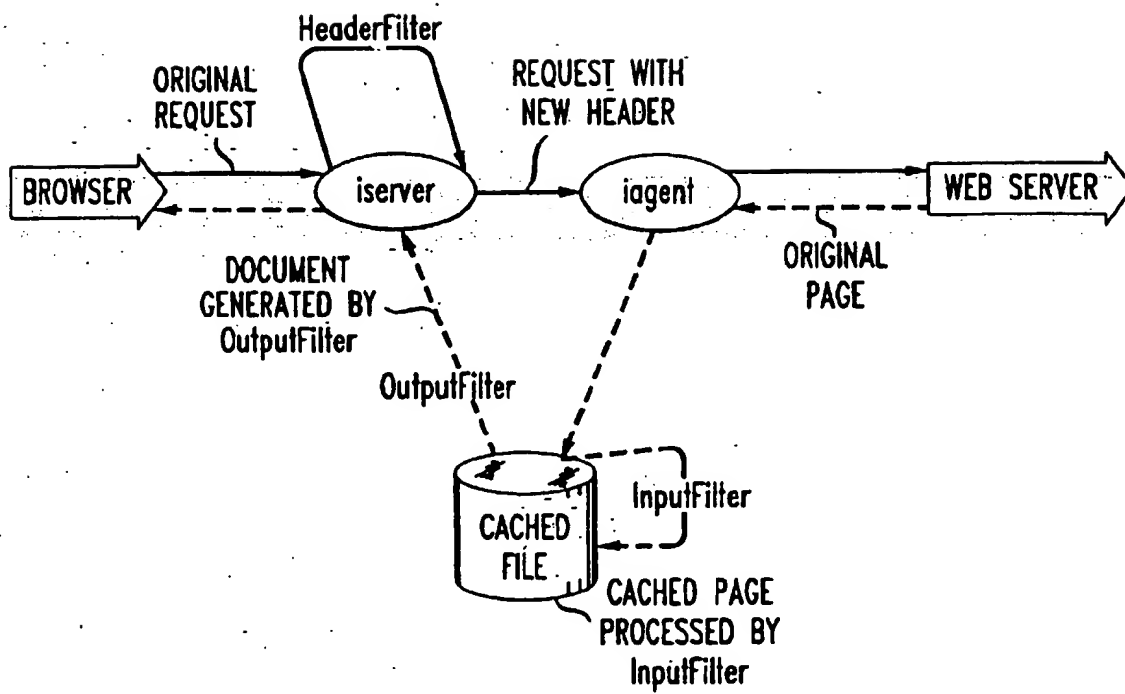 HeaderFilter
ORIGINAL
REQUEST
REQUEST WITH
NEW HEADER
BROWSER
iserver
iagent
WEB SERVER
DOCUMENT
GENERATED BY
OutputFilter
ORIGINAL
PAGE
OutputFilter
InputFilter
CACHED
FILE
CACHED PAGE
PROCESSED BY
InputFilter